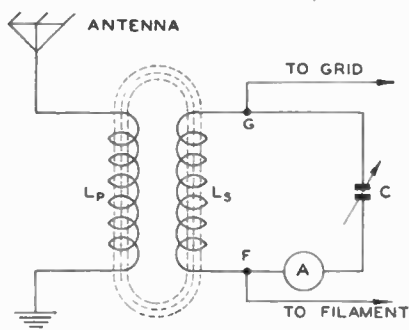 ANTENNA
TO GRID
G
LP
LS
C
F
A
TO FILAMENT